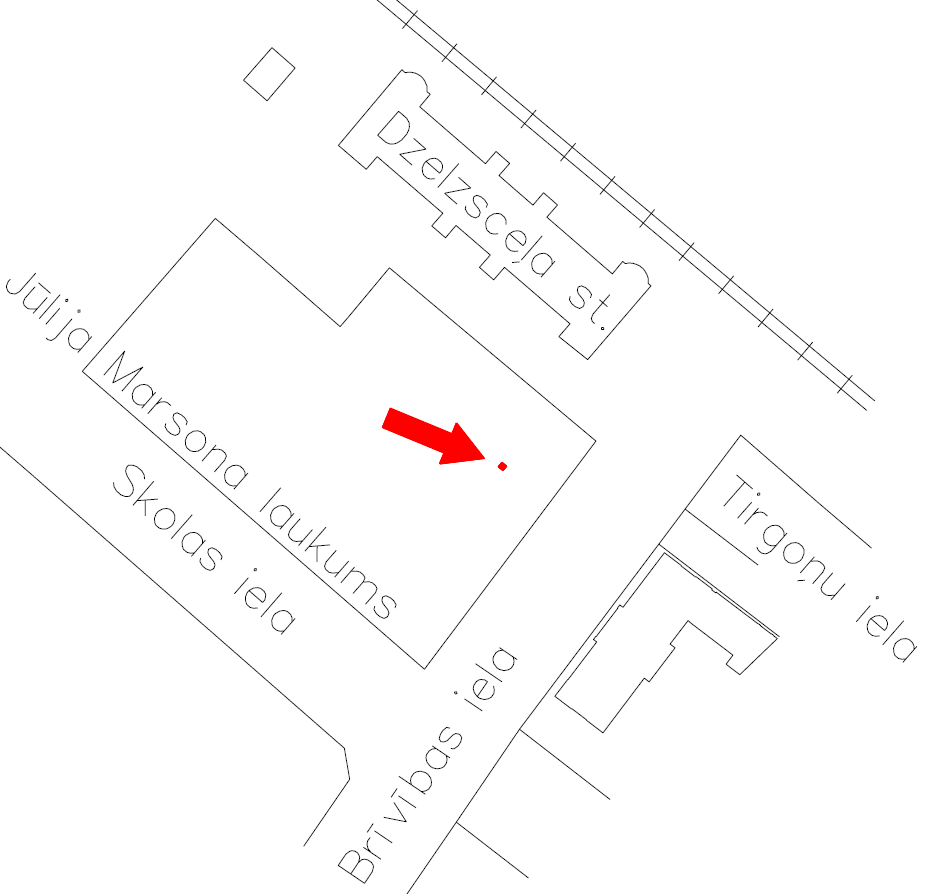 Dzelzsceļa st.
Jūlija Marsona laukums
Skolas iela
Tirgoņu iela
Brīvības iela